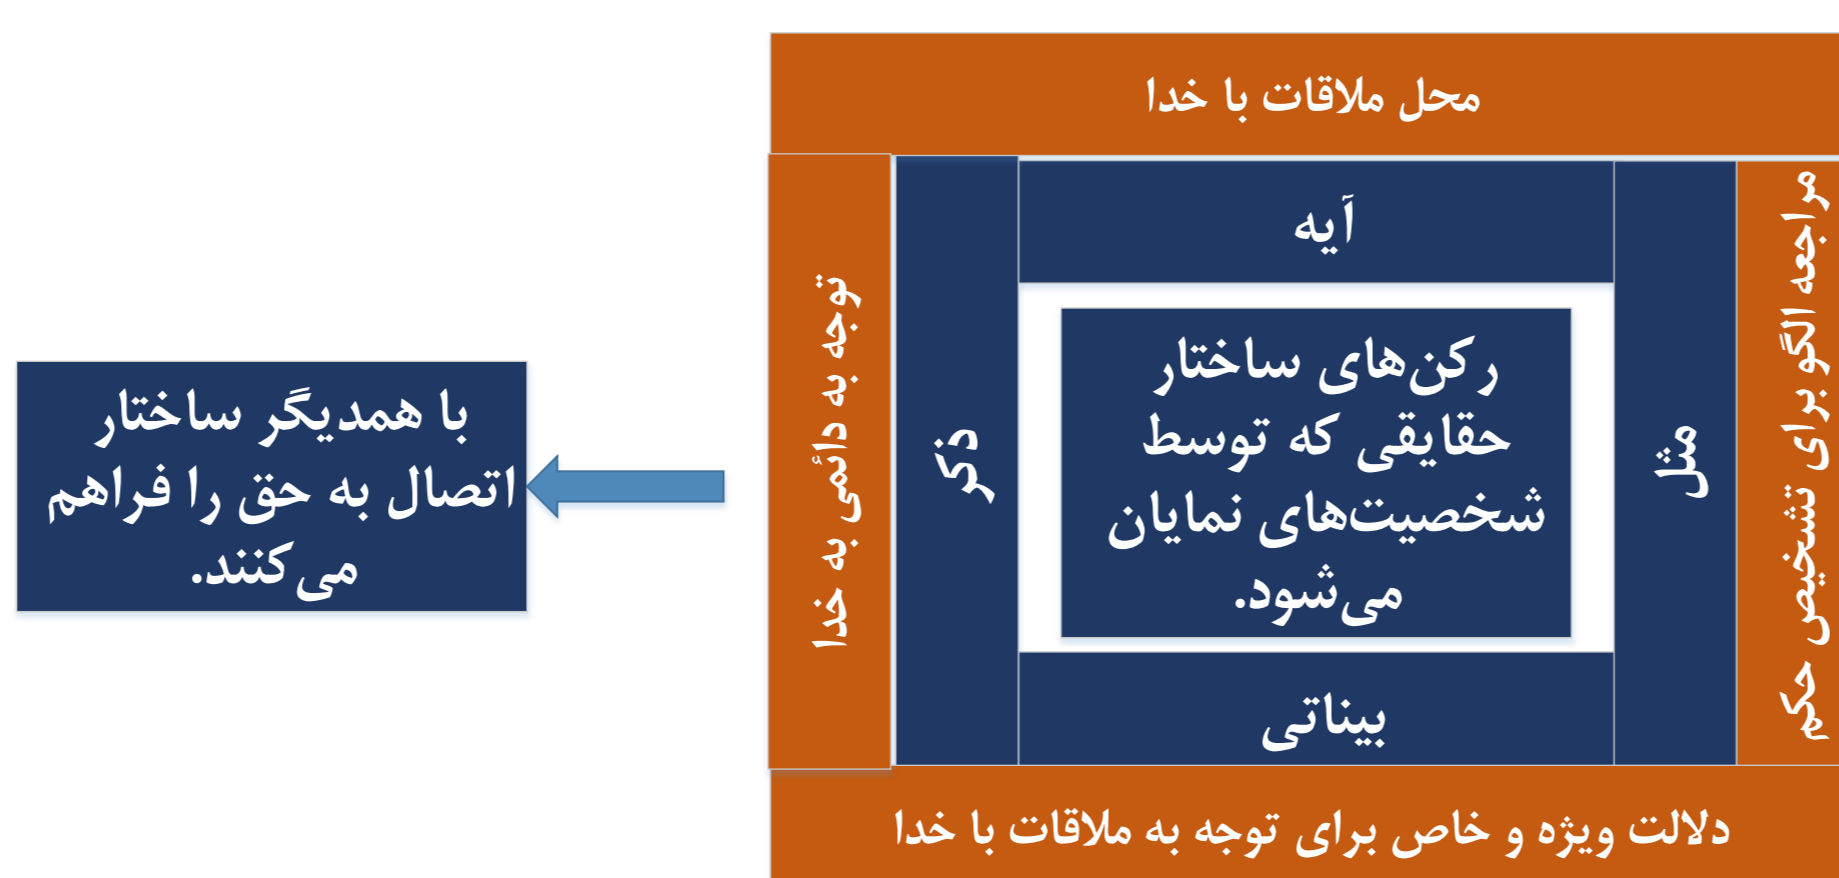 محل ملاقات با خدا
آیه
مراجعه الگو برای تشخیص حکم
مثل
رکن‌های ساختار
حقایقی که توسط
شخصیت‌های نمایان
می‌شود.
ذکر
توجه به دائمی به خدا
با همدیگر ساختار
اتصال به حق را فراهم
می‌کنند.
بیناتی
دلالت ویژه و خاص برای توجه به ملاقات با خدا